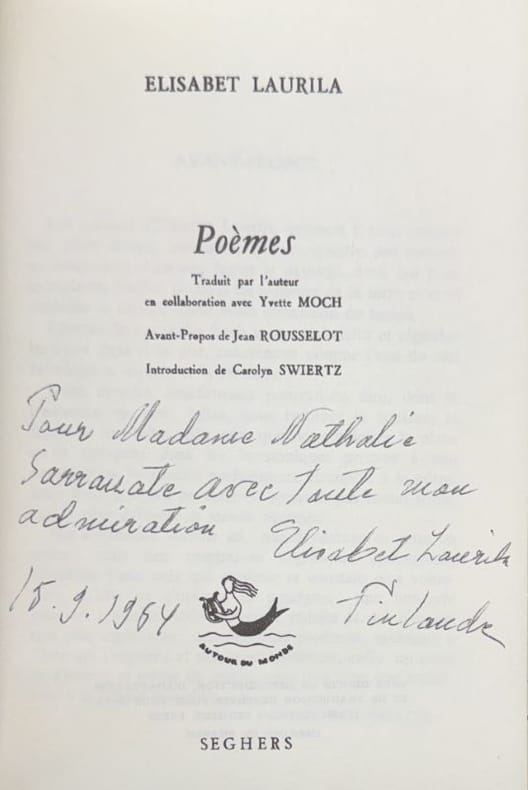 ELISABET LAURILA
Poèmes
Traduit par l'auteur
en collaboration avec Yvette MOCH
Avant-Propos de Jean ROUSSELOT
Introduction de Carolyn SWIERTZ
Pour Madame Nathalie
Sarrauate avec toute mon
admiration Elisabet Laurila
15.9.1964 Finlande
AUTOUR DU MONDE
SEGHERS